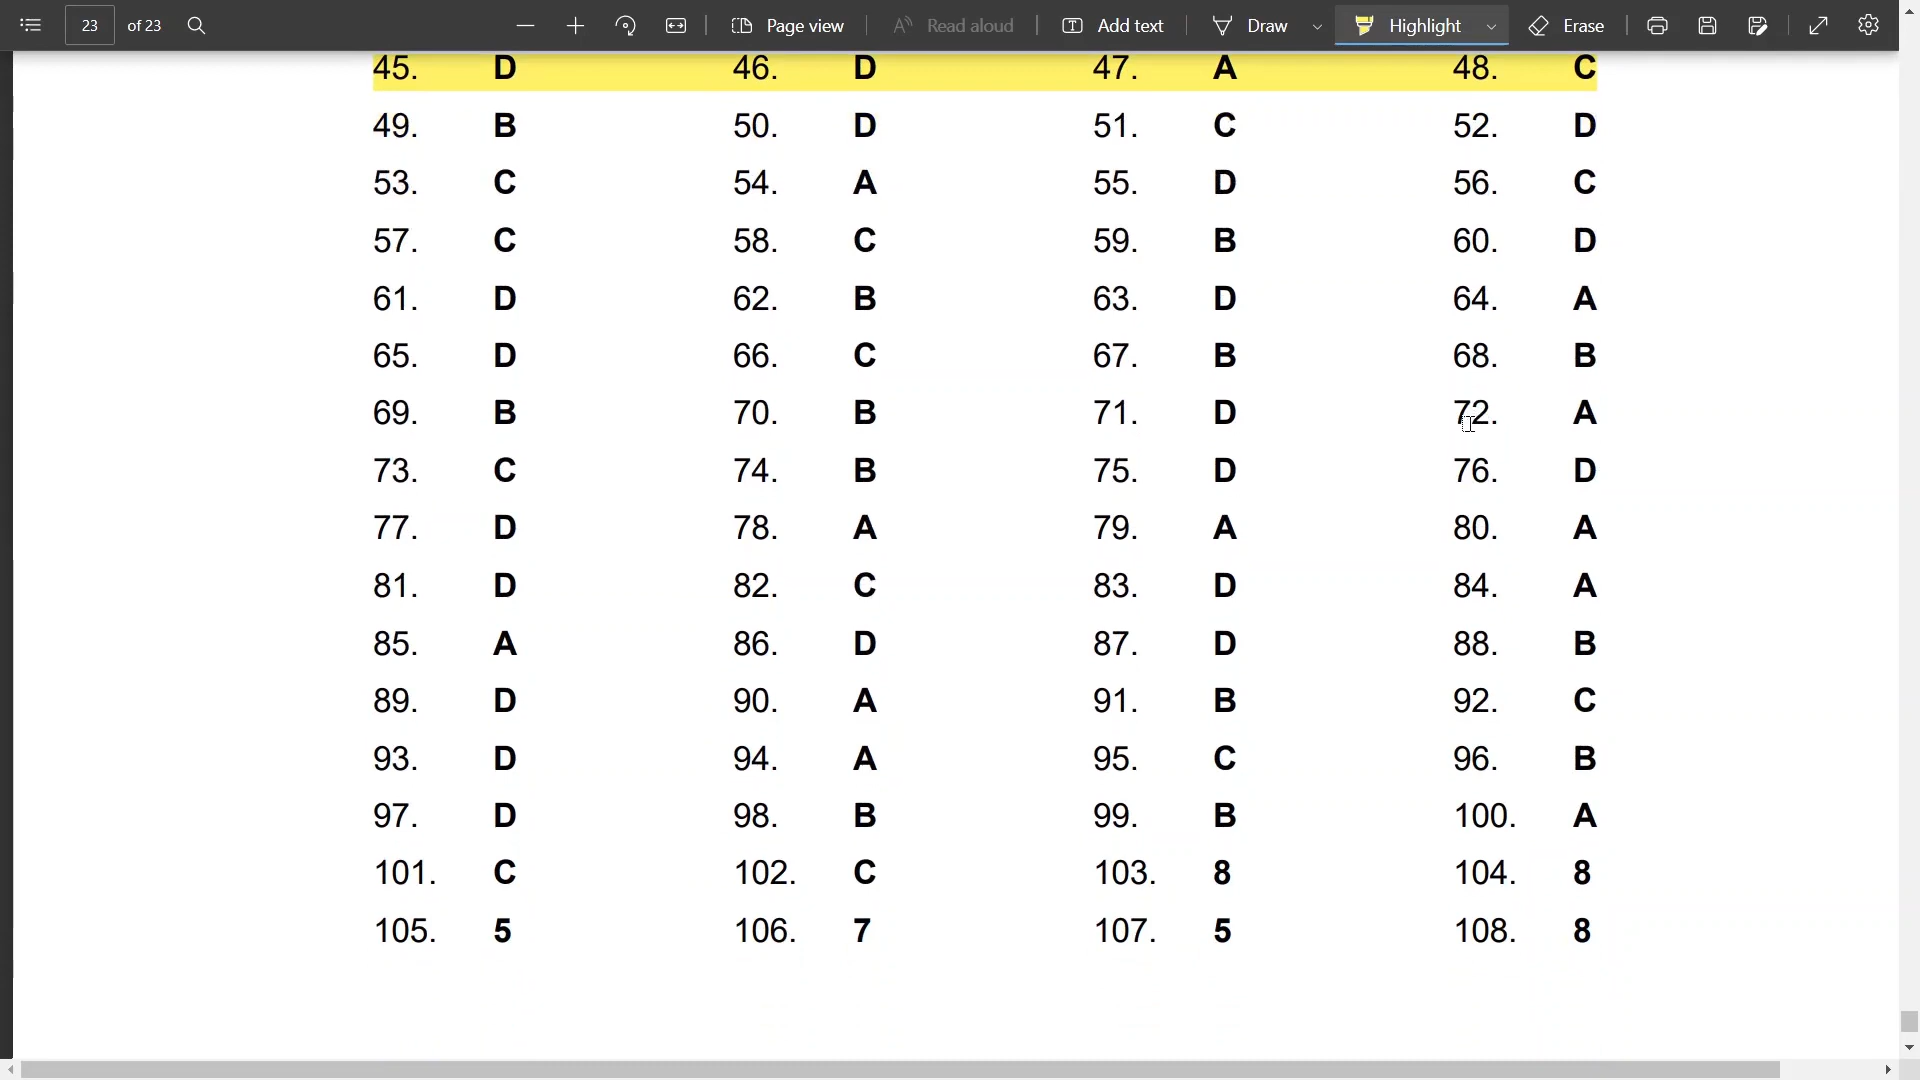 23 of 23 Page view Read aloud Add text Draw Highlight Erase
45. D 46. D 47. A 48. C
49. B 50. D 51. C 52. D
53. C 54. A 55. D 56. C
57. C 58. C 59. B 60. D
61. D 62. B 63. D 64. A
65. D 66. C 67. B 68. B
69. B 70. B 71. D 72. A
73. C 74. B 75. D 76. D
77. D 78. A 79. A 80. A
81. D 82. C 83. D 84. A
85. A 86. D 87. D 88. B
89. D 90. A 91. B 92. C
93. D 94. A 95. C 96. B
97. D 98. B 99. B 100. A
101. C 102. C 103. 8 104. 8
105. 5 106. 7 107. 5 108. 8